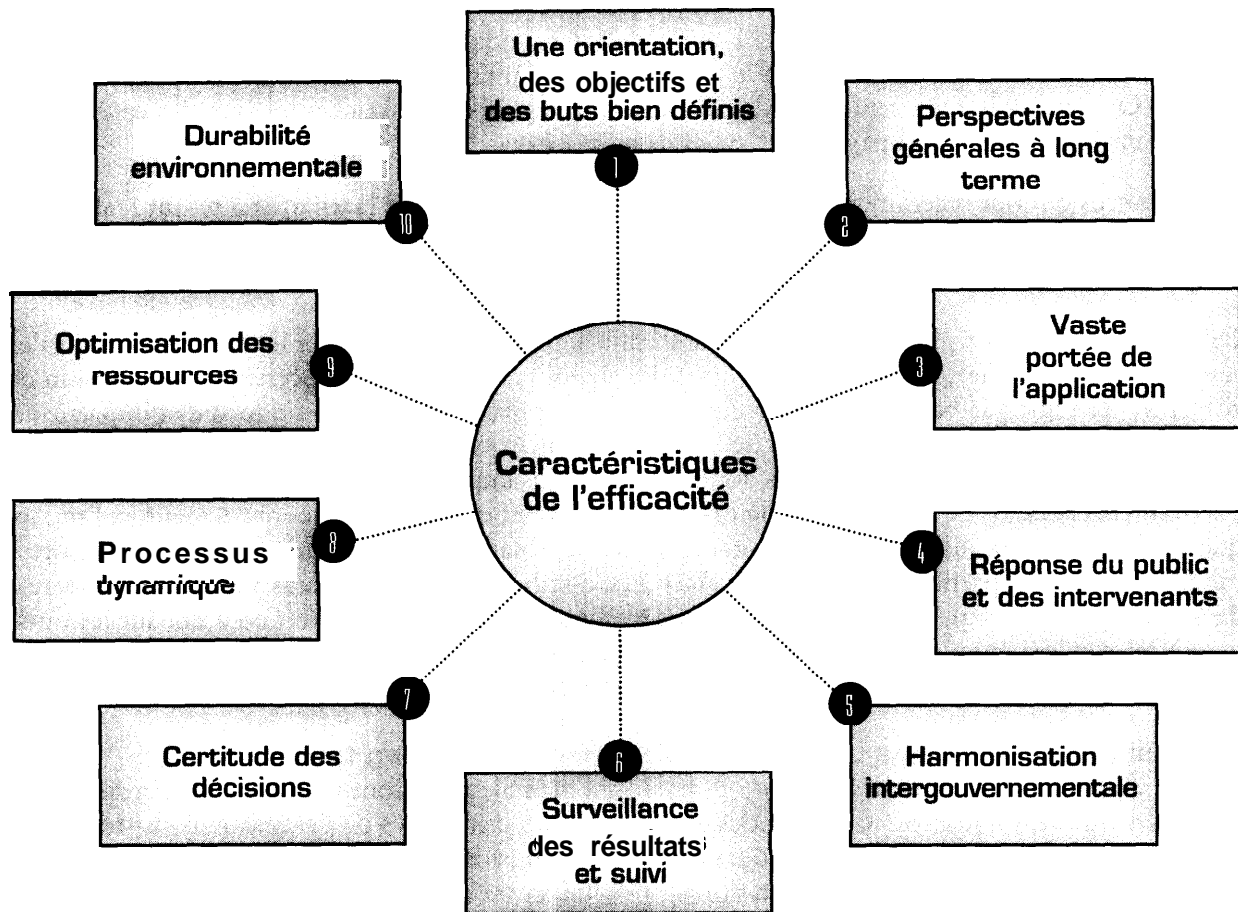 Une orientation,
des objectifs et
des buts bien définis
1
Perspectives
générales à long
terme
2
Vaste
portée de
l'application
3
Réponse du public
et des intervenants
4
Harmonisation
intergouvernementale
5
Surveillance
des résultats
et suivi
6
Certitude des
décisions
7
Processus
dynamique
8
Optimisation des
ressources
9
Durabilité
environnementale
10
Caractéristiques
de l'efficacité